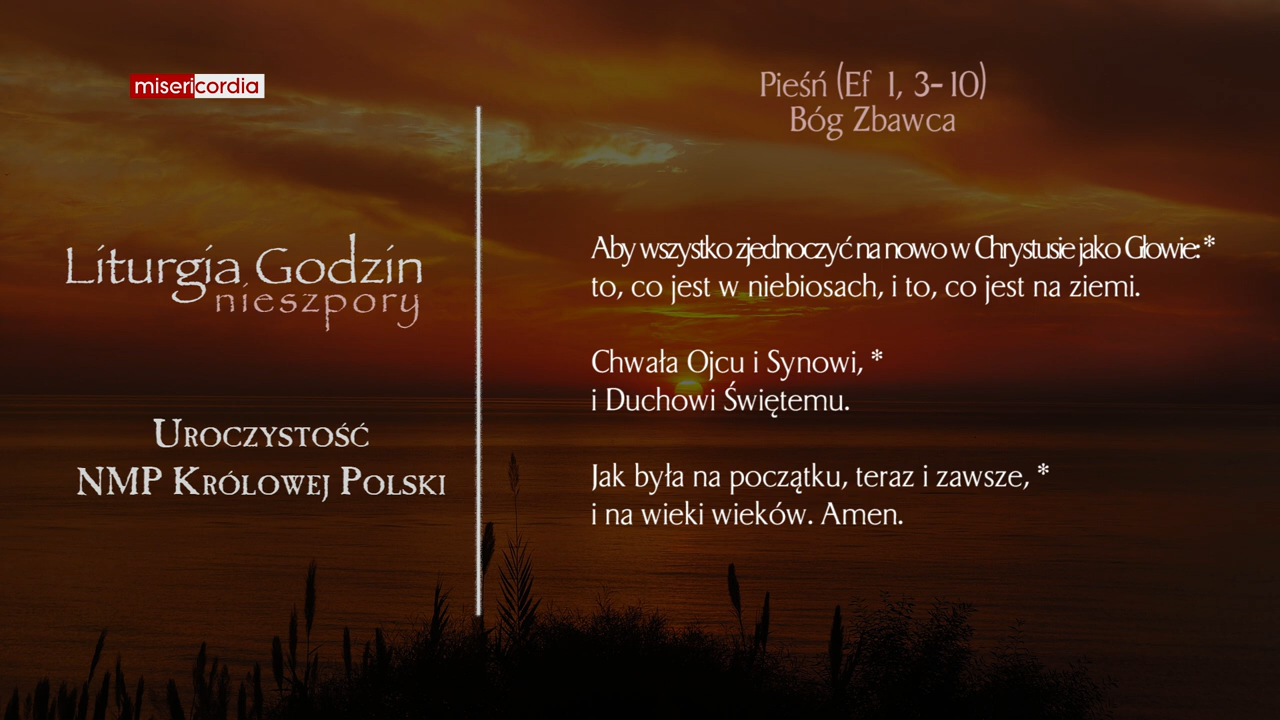 misericordia
Liturgia Godzin
nieszpory
Uroczystość
NMP Królowej Polski
Pieśń (Ef 1, 3-10)
Bóg Zbawca
Aby wszystko zjednoczyć na nowo w Chrystusie jako Głowie: *
to, co jest w niebiosach, i to, co jest na ziemi.
Chwała Ojcu i Synowi, *
i Duchowi Świętemu.
Jak była na początku, teraz i zawsze, *
i na wieki wieków. Amen.